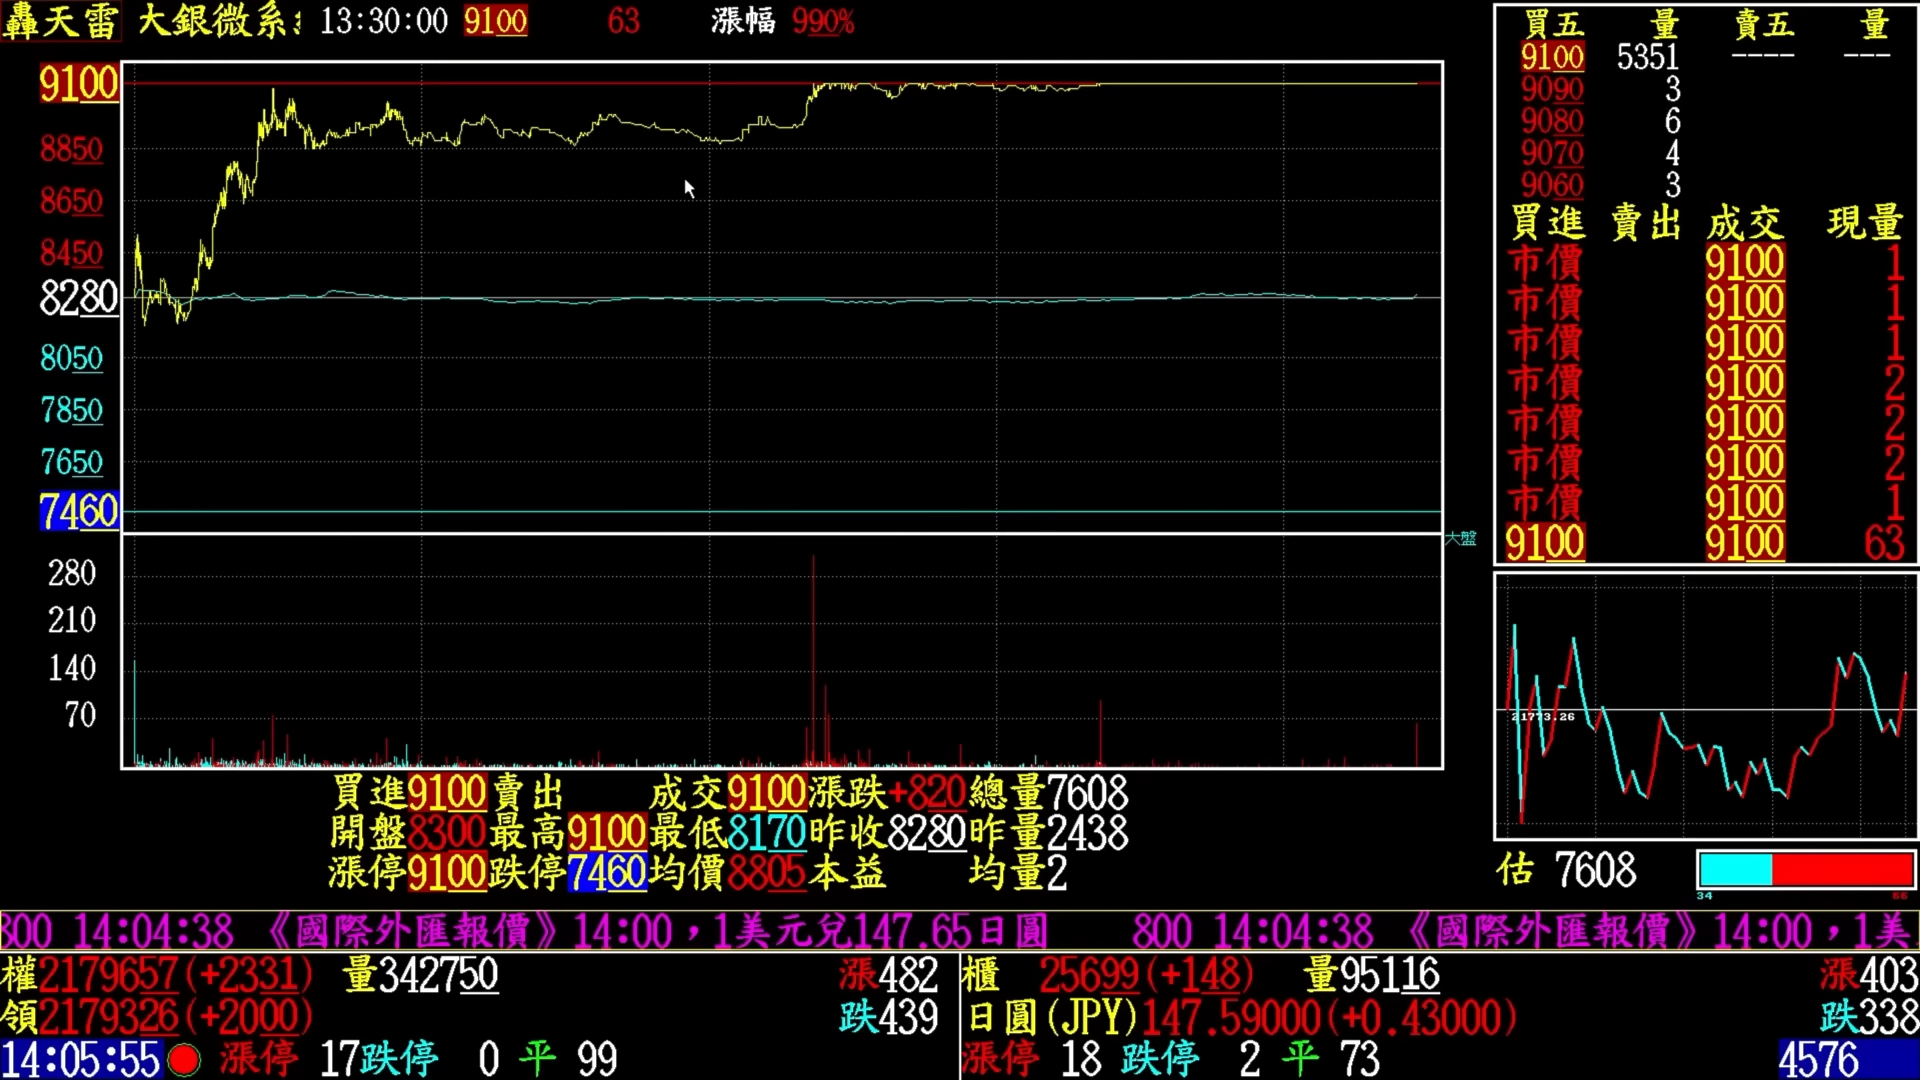 轟天雷 大銀微系 13:30:00 9100 63 漲幅 990%
9100
8850
8650
8450
8280
8050
7850
7650
7460
大盤
280
210
140
70
買五 量 賣五 量
9100 5351 ---- ---
9090 3
9080 6
9070 4
9060 3
買進 賣出 成交 現量
市價 9100 1
市價 9100 1
市價 9100 1
市價 9100 2
市價 9100 2
市價 9100 2
市價 9100 1
9100 9100 63
21773.26
估 7608
34 66
買進9100賣出 成交9100漲跌+820總量7608
開盤8300最高9100最低8170昨收8280昨量2438
漲停9100跌停7460均價8805本益 均量2
800 14:04:38 《國際外匯報價》14:00,1美元兌147.65日圓 800 14:04:38 《國際外匯報價》14:00,1美
權2179657(+2331) 量342750 漲482
領2179326(+2000) 跌439
14:05:55 漲停 17跌停 0 平 99
櫃 25699(+148) 量95116 漲403
日圓(JPY)147.59000(+0.43000) 跌338
漲停 18 跌停 2 平 73 4576